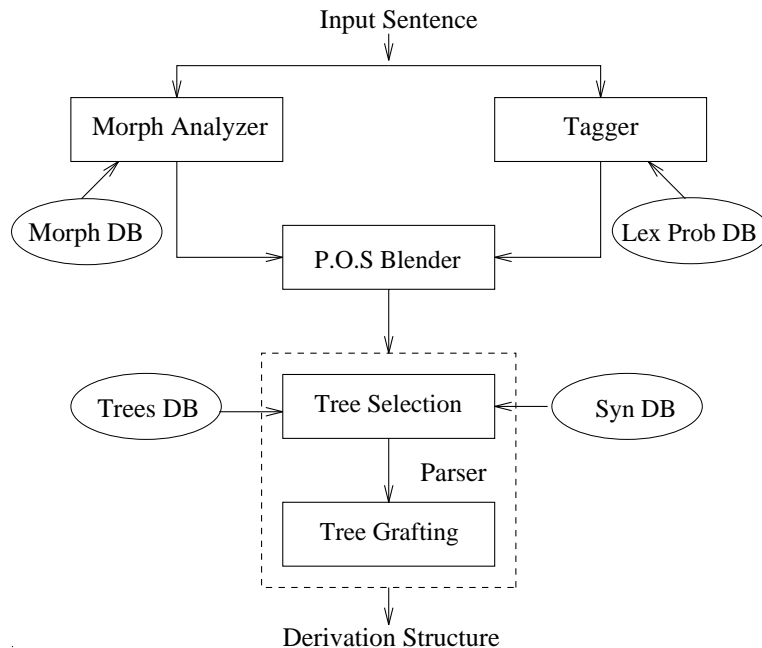 Input Sentence
Morph Analyzer
Tagger
Morph DB
Lex Prob DB
P.O.S Blender
Trees DB
Tree Selection
Syn DB
Parser
Tree Grafting
Derivation Structure